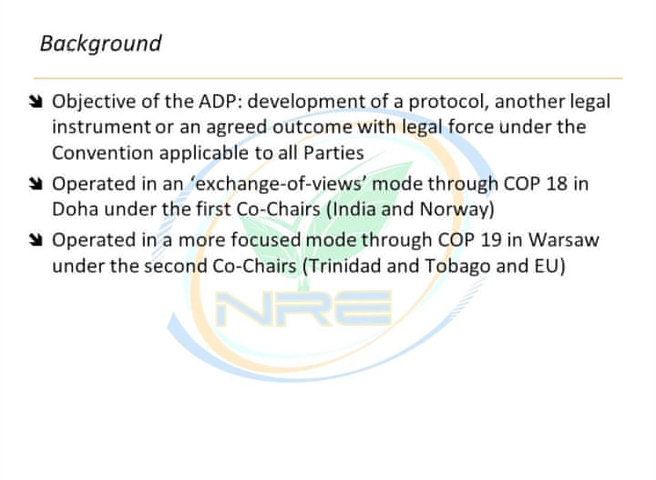 Background
Objective of the ADP: development of a protocol, another legal
instrument or an agreed outcome with legal force under the
Convention applicable to all Parties
Operated in an ‘exchange-of-views’ mode through COP 18 in
Doha under the first Co-Chairs (India and Norway)
Operated in a more focused mode through COP 19 in Warsaw
under the second Co-Chairs (Trinidad and Tobago and EU)
NRE